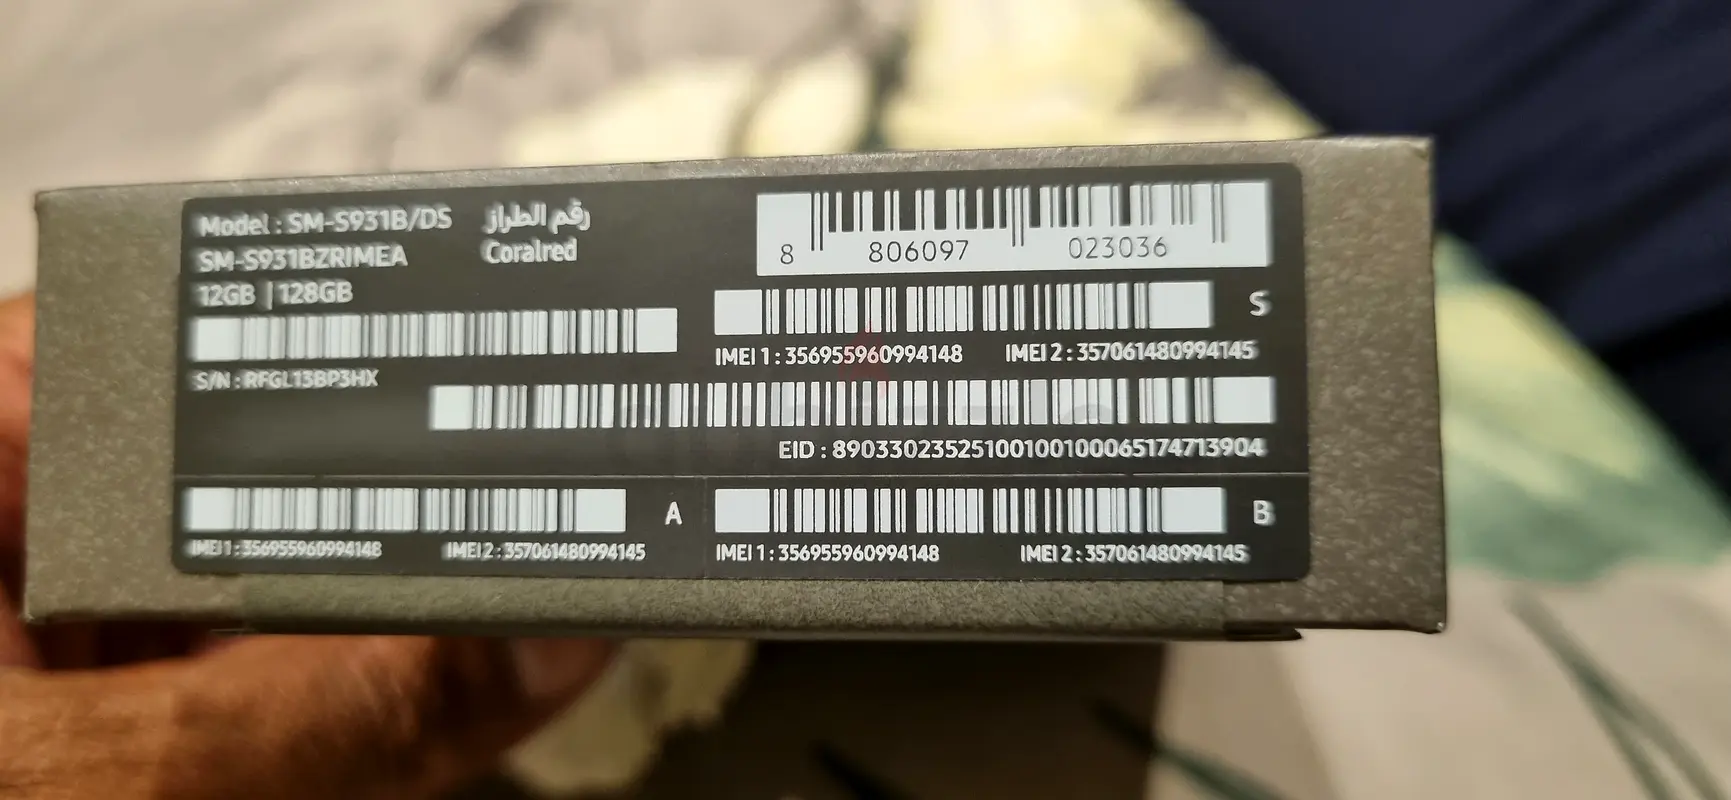 Model : SM-S931B/DS رقم الطراز
SM-S931BZRIMEA Coralred
12GB | 128GB
8 806097 023036
S
IMEI 1 : 356955960994148 IMEI 2 : 357061480994145
S/N : RFGL13BP3HX
EID : 89033023525100100100065174713904
A
B
IMEI 1 : 356955960994148 IMEI 2 : 357061480994145
IMEI 1 : 356955960994148 IMEI 2 : 357061480994145